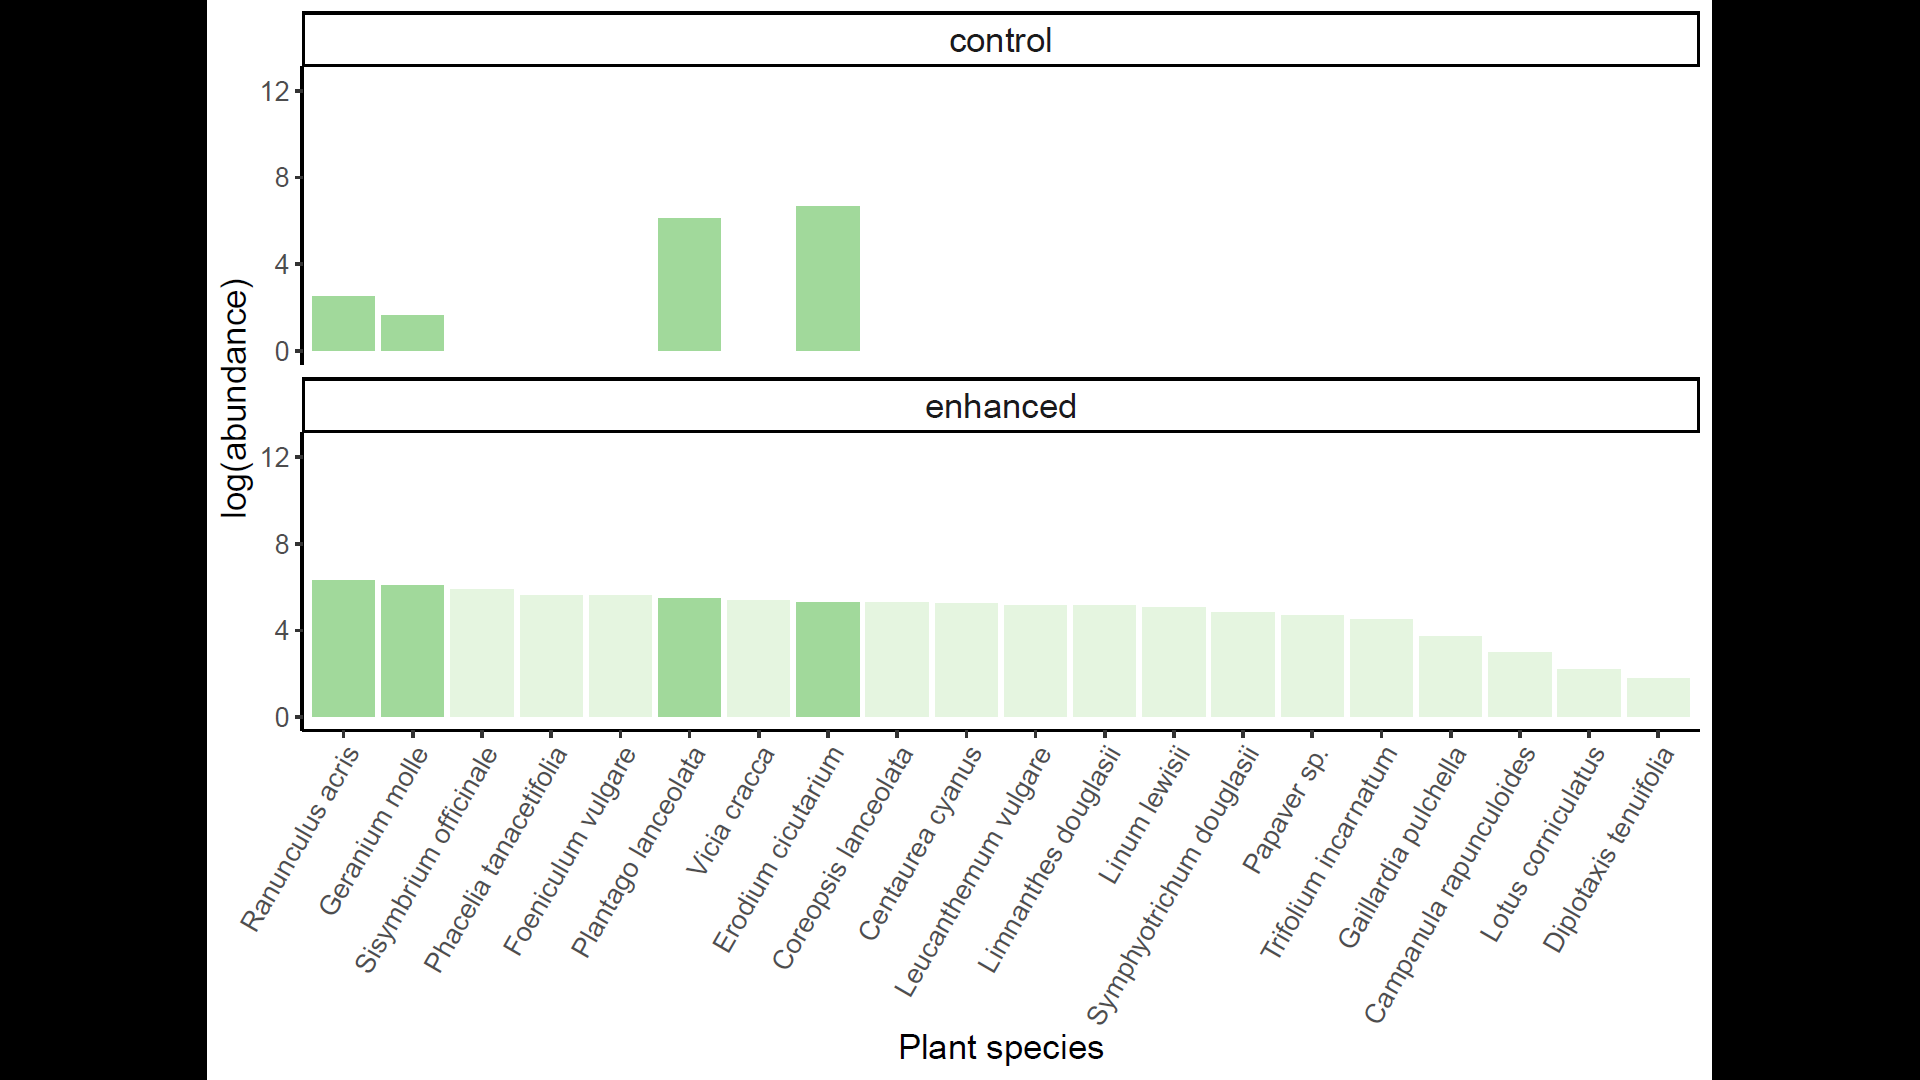 control
12
8
4
0
log(abundance)
enhanced
12
8
4
0
Ranunculus acris
Geranium molle
Sisymbrium officinale
Phacelia tanacetifolia
Foeniculum vulgare
Plantago lanceolata
Vicia cracca
Erodium cicutarium
Coreopsis lanceolata
Centaurea cyanus
Leucanthemum vulgare
Limnanthes douglasii
Linum lewisii
Symphyotrichum douglasii
Papaver sp.
Trifolium incarnatum
Gaillardia pulchella
Campanula rapunculoides
Lotus corniculatus
Diplotaxis tenuifolia
Plant species